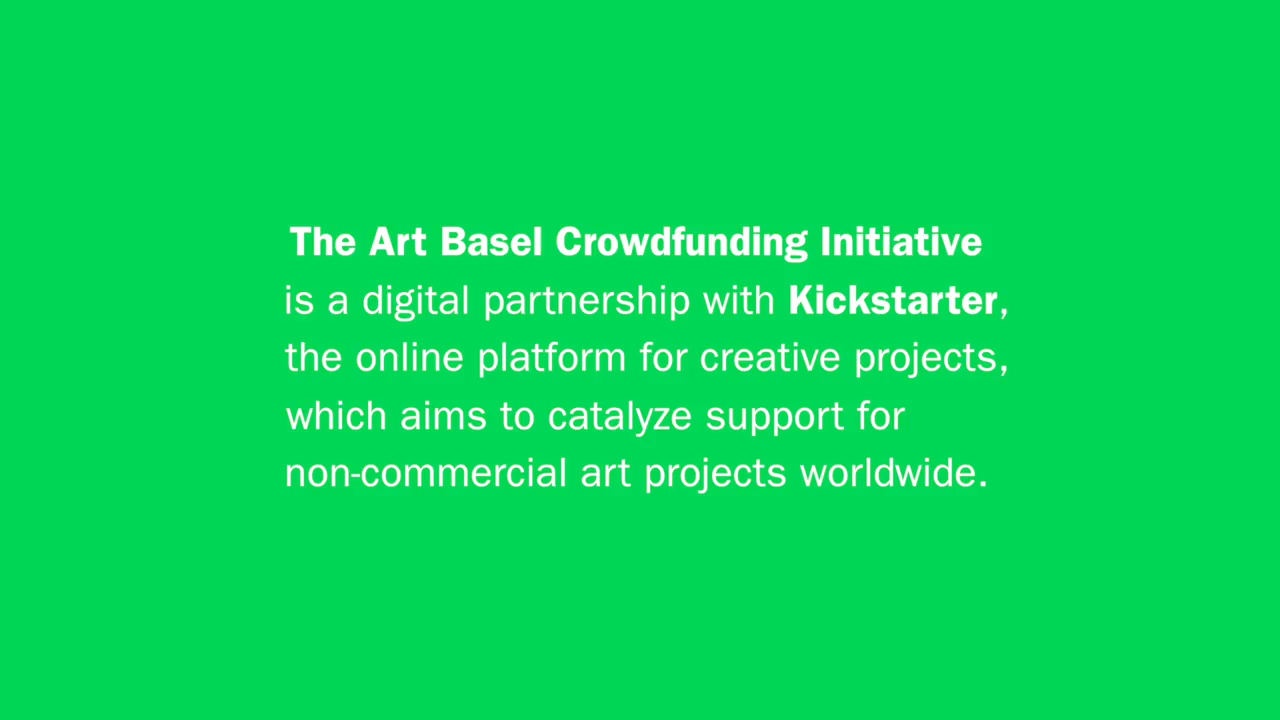 The Art Basel Crowdfunding Initiative
is a digital partnership with Kickstarter,
the online platform for creative projects,
which aims to catalyze support for
non-commercial art projects worldwide.